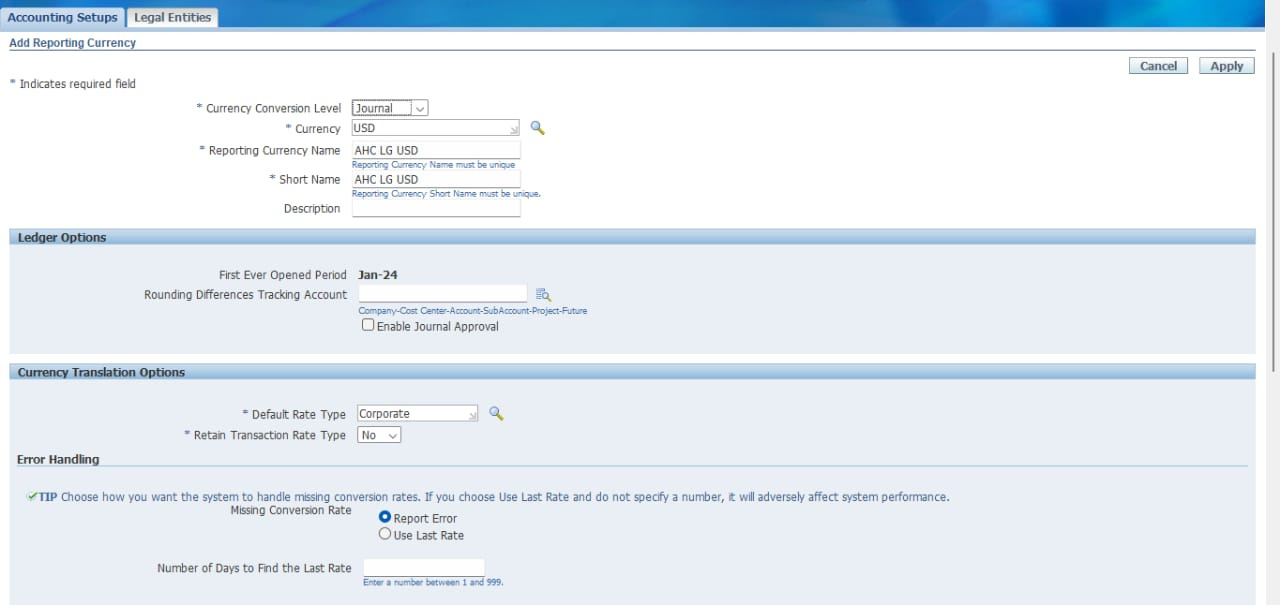 Accounting Setups Legal Entities
Add Reporting Currency
Cancel Apply
* Indicates required field
* Currency Conversion Level Journal
* Currency USD
* Reporting Currency Name AHC LG USD
Reporting Currency Name must be unique
* Short Name AHC LG USD
Reporting Currency Short Name must be unique.
Description
Ledger Options
First Ever Opened Period Jan-24
Rounding Differences Tracking Account
Company-Cost Center-Account-SubAccount-Project-Future
Enable Journal Approval
Currency Translation Options
* Default Rate Type Corporate
* Retain Transaction Rate Type No
Error Handling
TIP Choose how you want the system to handle missing conversion rates. If you choose Use Last Rate and do not specify a number, it will adversely affect system performance.
Missing Conversion Rate
Report Error
Use Last Rate
Number of Days to Find the Last Rate
Enter a number between 1 and 999.